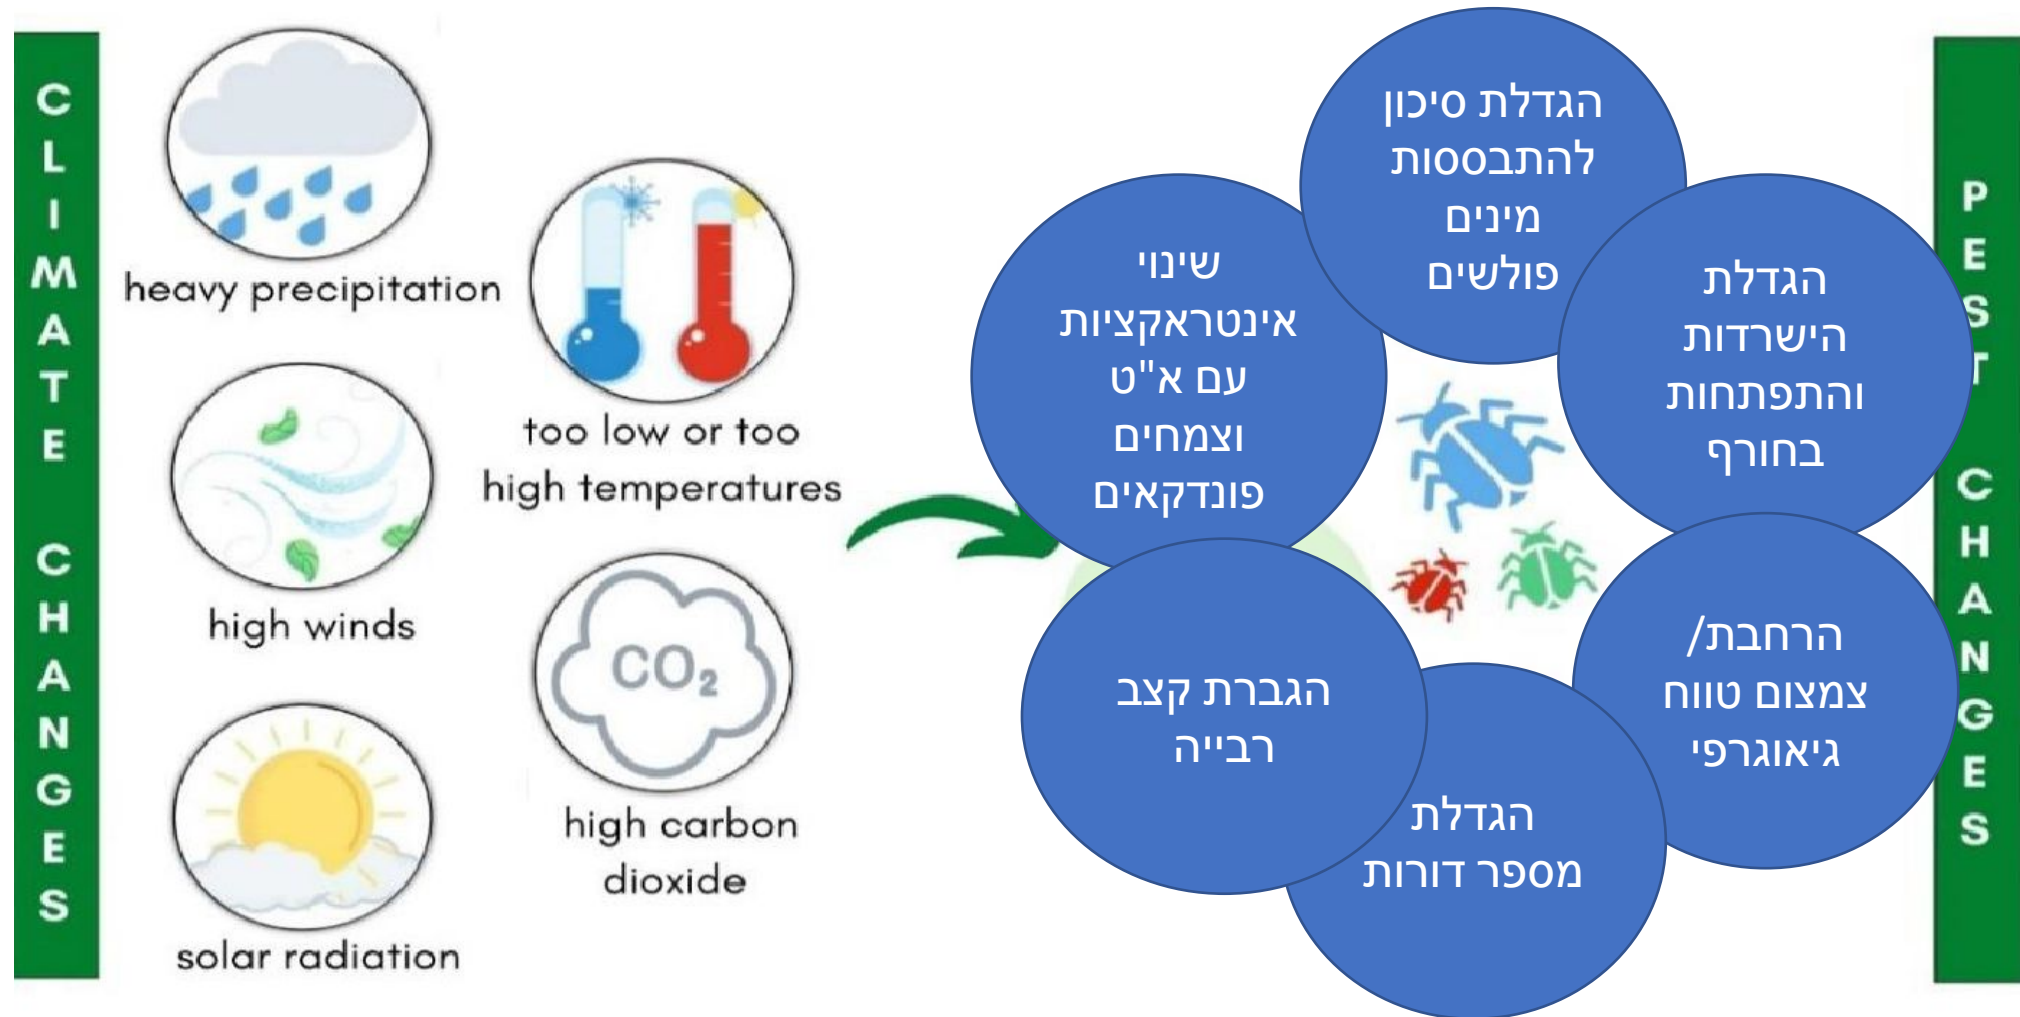 CLIMATE CHANGES
heavy precipitation
too low or too
high temperatures
high winds
CO₂
high carbon
dioxide
solar radiation
הגדלת סיכון
להתבססות
מינים
פולשים
שינוי
אינטראקציות
עם א"ט
וצמחים
פונדקאים
הגדלת
הישרדות
והתפתחות
בחורף
הרחבת/
צמצום טווח
גיאוגרפי
הגברת קצב
רבייה
הגדלת
מספר דורות
PEST CHANGES